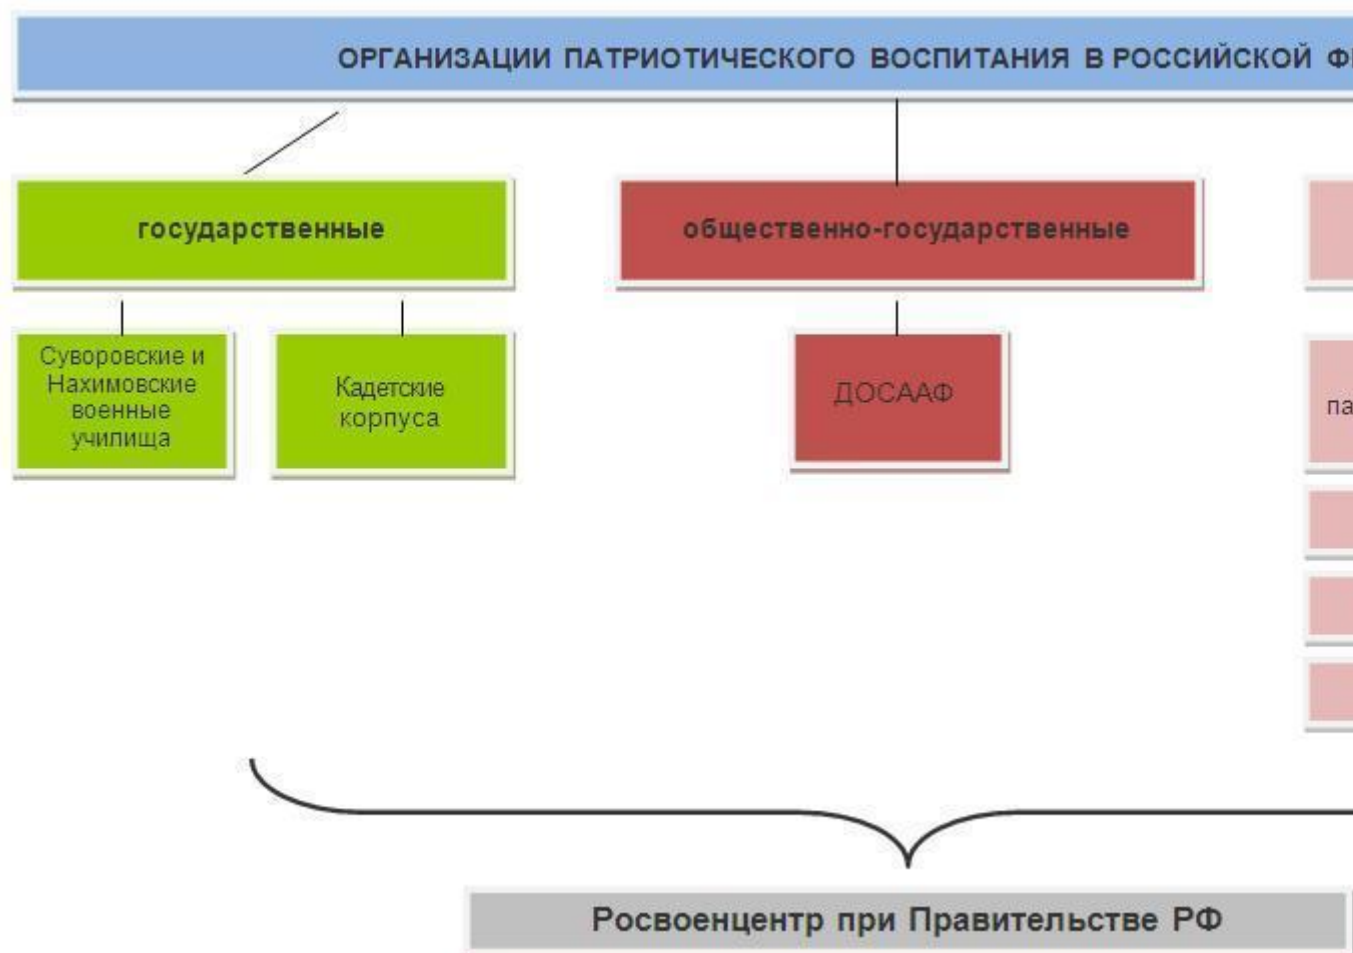 ОРГАНИЗАЦИИ ПАТРИОТИЧЕСКОГО ВОСПИТАНИЯ В РОССИЙСКОЙ
государственные
общественно-государственные
Суворовские и
Нахимовские
военные
училища
Кадетские
корпуса
ДОСААФ
Росвоенцентр при Правительстве РФ